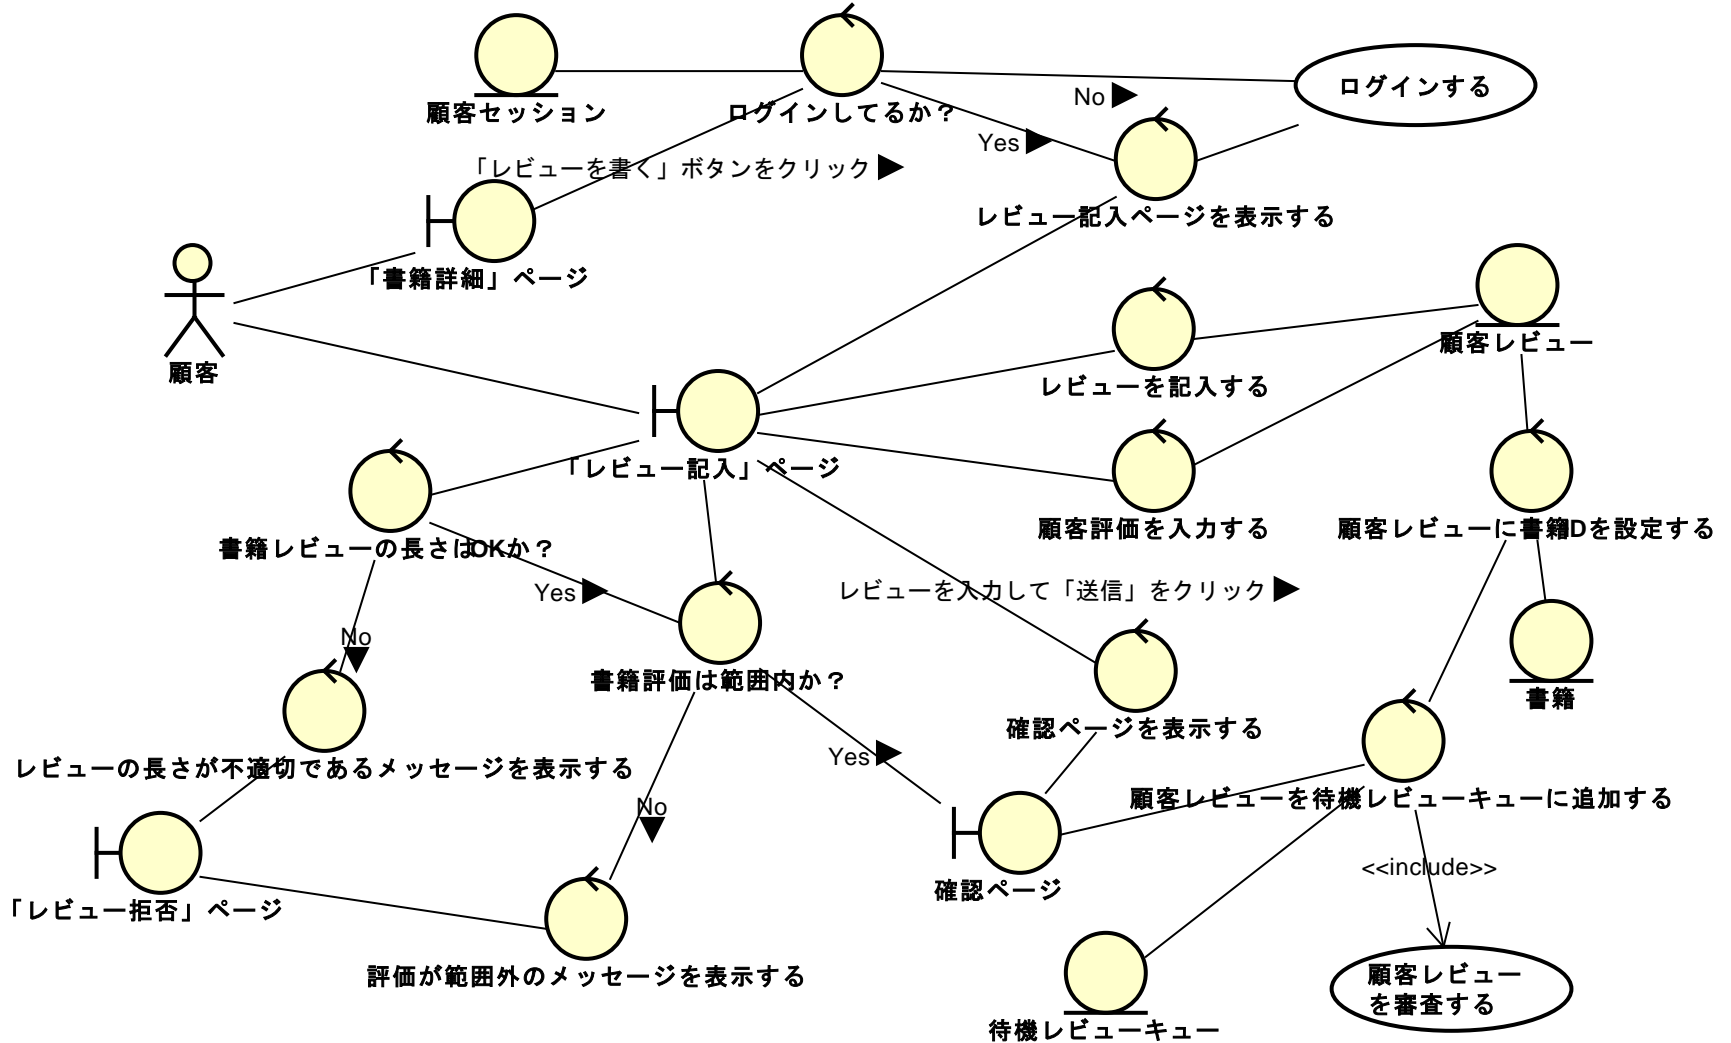 顧客セッション
ログインしてるか？
No
ログインする
Yes
「レビューを書く」ボタンをクリック
レビュー記入ページを表示する
「書籍詳細」ページ
顧客
レビューを記入する
顧客レビュー
「レビュー記入」ページ
顧客評価を入力する
顧客レビューに書籍IDを設定する
書籍レビューの長さはOKか？
Yes
レビューを入力して「送信」をクリック
No
書籍評価は範囲内か？
書籍
確認ページを表示する
レビューの長さが不適切であるメッセージを表示する
Yes
顧客レビューを待機レビューキューに追加する
No
<<include>>
確認ページ
「レビュー拒否」ページ
評価が範囲外のメッセージを表示する
顧客レビュー
を審査する
待機レビューキュー